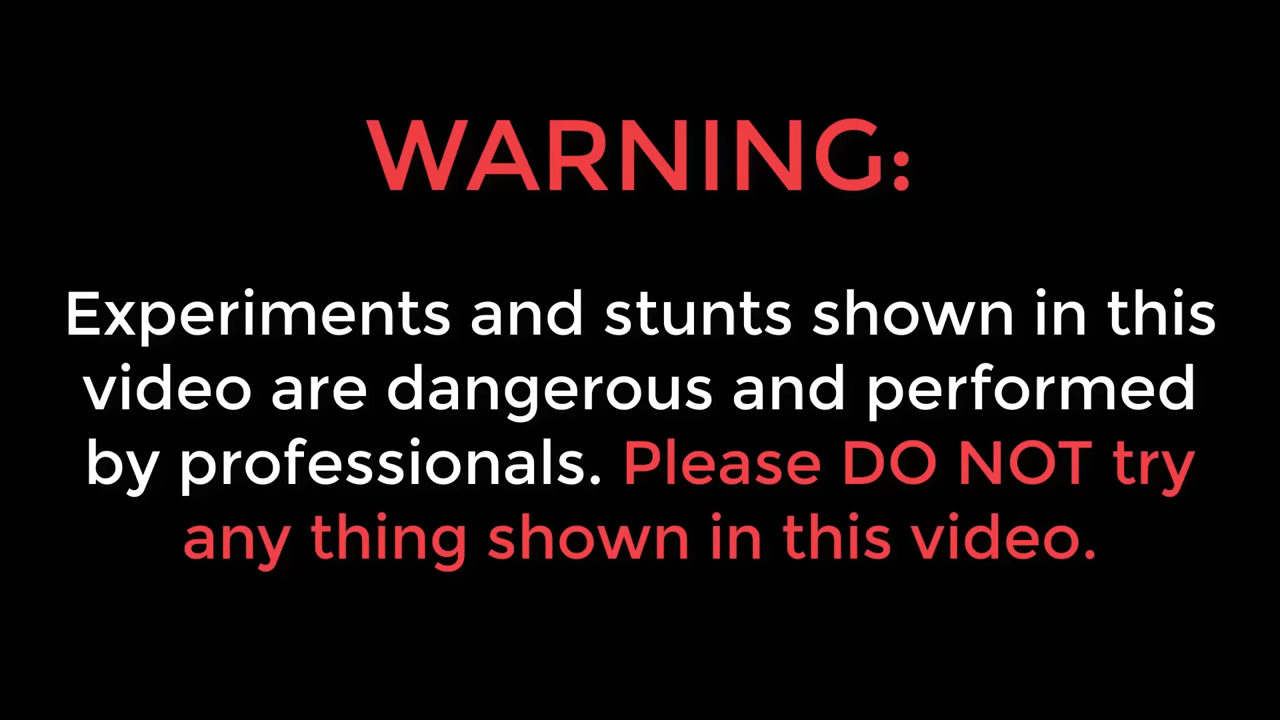 WARNING:
Experiments and stunts shown in this
video are dangerous and performed
by professionals. Please DO NOT try
any thing shown in this video.